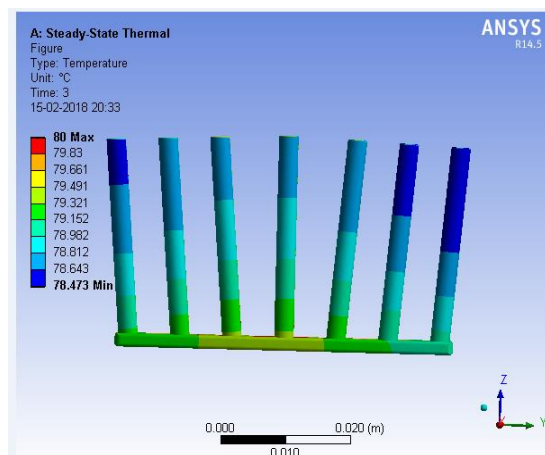 ANSYS
R14.5
A: Steady-State Thermal
Figure
Type: Temperature
Unit: °C
Time: 3
15-02-2018 20:33
80 Max
79.83
79.661
79.491
79.321
79.152
78.982
78.812
78.643
78.473 Min
0.000
0.020 (m)
0.010
Z
Y